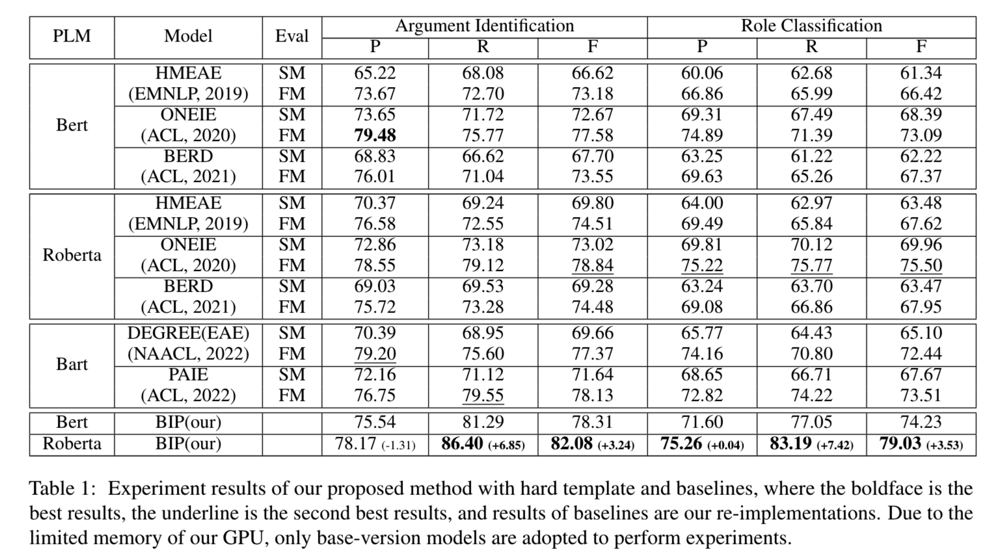 PLM Model Eval Argument Identification Role Classification
P R F P R F
Bert HMEAE SM 65.22 68.08 66.62 60.06 62.68 61.34
(EMNLP, 2019) FM 73.67 72.70 73.18 66.86 65.99 66.42
ONEIE SM 73.65 71.72 72.67 69.31 67.49 68.39
(ACL, 2020) FM 79.48 75.77 77.58 74.89 71.39 73.09
BERD SM 68.83 66.62 67.70 63.25 61.22 62.22
(ACL, 2021) FM 76.01 71.04 73.55 69.63 65.26 67.37
Roberta HMEAE SM 70.37 69.24 69.80 64.00 62.97 63.48
(EMNLP, 2019) FM 76.58 72.55 74.51 69.49 65.84 67.62
ONEIE SM 72.86 73.18 73.02 69.81 70.12 69.96
(ACL, 2020) FM 78.55 79.12 78.84 75.22 75.77 75.50
BERD SM 69.03 69.53 69.28 63.24 63.70 63.47
(ACL, 2021) FM 75.72 73.28 74.48 69.08 66.86 67.95
Bart DEGREE(EAE) SM 70.39 68.95 69.66 65.77 64.43 65.10
(NAACL, 2022) FM 79.20 75.60 77.37 74.16 70.80 72.44
PAIE SM 72.16 71.12 71.64 68.65 66.71 67.67
(ACL, 2022) FM 76.75 79.55 78.13 72.82 74.22 73.51
Bert BIP(our) 75.54 81.29 78.31 71.60 77.05 74.23
Roberta BIP(our) 78.17 (-1.31) 86.40 (+6.85) 82.08 (+3.24) 75.26 (+0.04) 83.19 (+7.42) 79.03 (+3.53)
Table 1: Experiment results of our proposed method with hard template and baselines, where the boldface is the
best results, the underline is the second best results, and results of baselines are our re-implementations. Due to the
limited memory of our GPU, only base-version models are adopted to perform experiments.